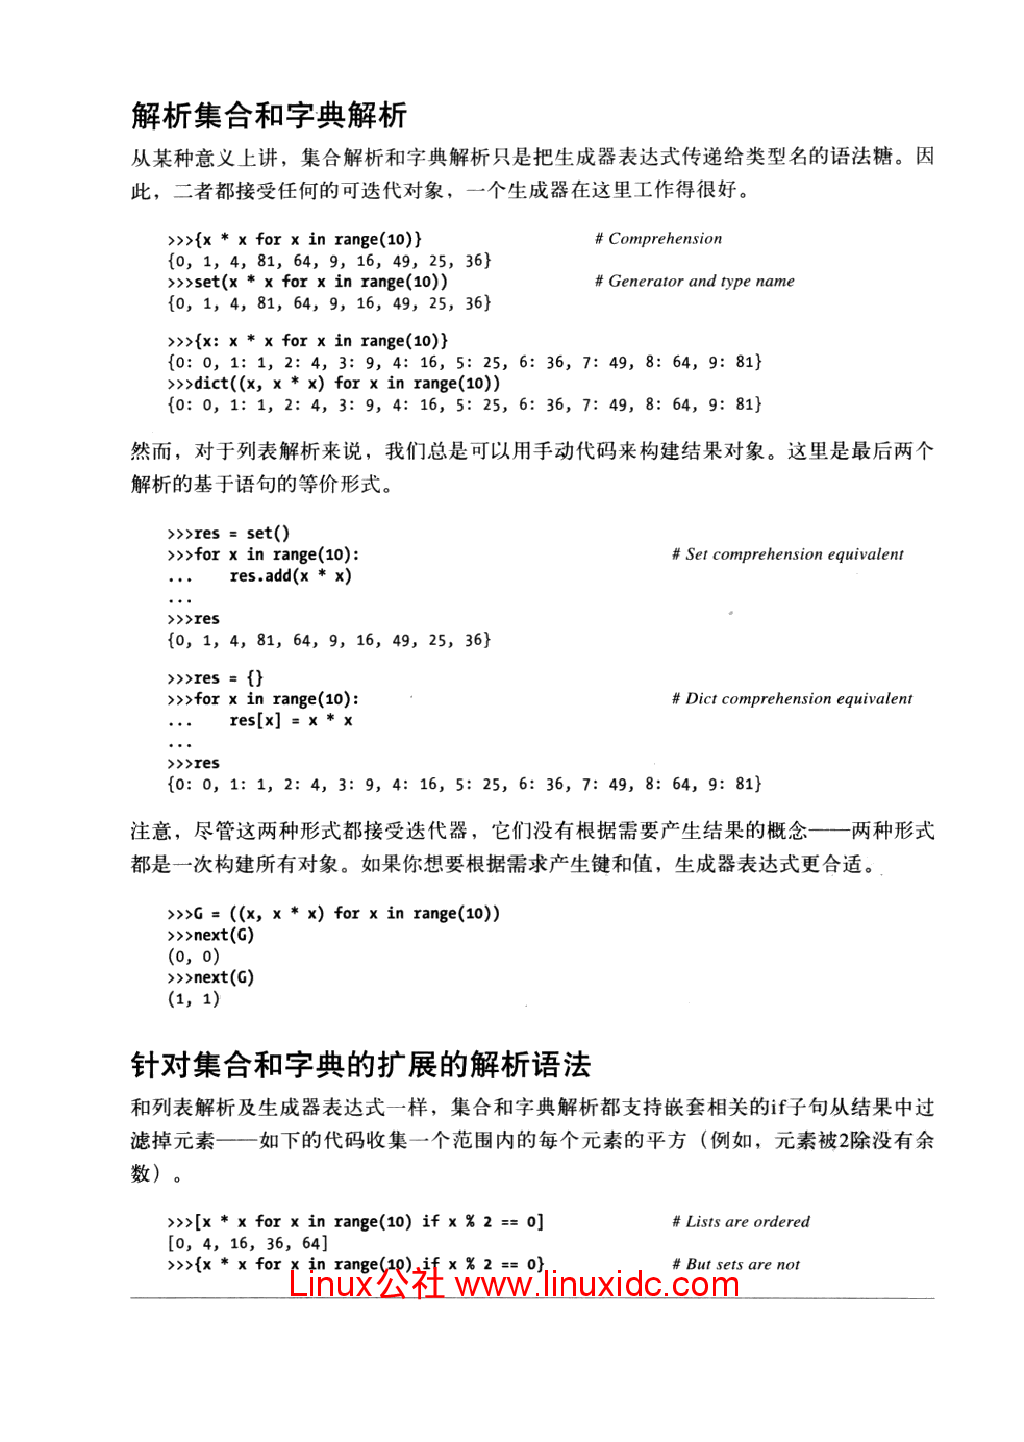 解析集合和字典解析
从某种意义上讲，集合解析和字典解析只是把生成器表达式传递给类型名的语法糖。因
此，二者都接受任何的可迭代对象，一个生成器在这里工作得很好。
>>>{x * x for x in range(10)} # Comprehension
{0, 1, 4, 81, 64, 9, 16, 49, 25, 36}
>>>set(x * x for x in range(10)) # Generator and type name
{0, 1, 4, 81, 64, 9, 16, 49, 25, 36}
>>>{x: x * x for x in range(10)}
{0: 0, 1: 1, 2: 4, 3: 9, 4: 16, 5: 25, 6: 36, 7: 49, 8: 64, 9: 81}
>>>dict((x, x * x) for x in range(10))
{0: 0, 1: 1, 2: 4, 3: 9, 4: 16, 5: 25, 6: 36, 7: 49, 8: 64, 9: 81}
然而，对于列表解析来说，我们总是可以用手动代码来构建结果对象。这里是最后两个
解析的基于语句的等价形式。
>>>res = set()
>>>for x in range(10): # Set comprehension equivalent
... res.add(x * x)
...
>>>res
{0, 1, 4, 81, 64, 9, 16, 49, 25, 36}
>>>res = {}
>>>for x in range(10): # Dict comprehension equivalent
... res[x] = x * x
...
>>>res
{0: 0, 1: 1, 2: 4, 3: 9, 4: 16, 5: 25, 6: 36, 7: 49, 8: 64, 9: 81}
注意，尽管这两种形式都接受迭代器，它们没有根据需要产生结果的概念——两种形式
都是一次构建所有对象。如果你想要根据需求产生键和值，生成器表达式更合适。
>>>G = ((x, x * x) for x in range(10))
>>>next(G)
(0, 0)
>>>next(G)
(1, 1)
针对集合和字典的扩展的解析语法
和列表解析及生成器表达式一样，集合和字典解析都支持嵌套相关的if子句从结果中过
滤掉元素——如下的代码收集一个范围内的每个元素的平方（例如，元素被2除没有余
数）。
>>>[x * x for x in range(10) if x % 2 == 0] # Lists are ordered
[0, 4, 16, 36, 64]
>>>{x * x for x in range(10) if x % 2 == 0} # But sets are not
Linux公社 www.linuxidc.com